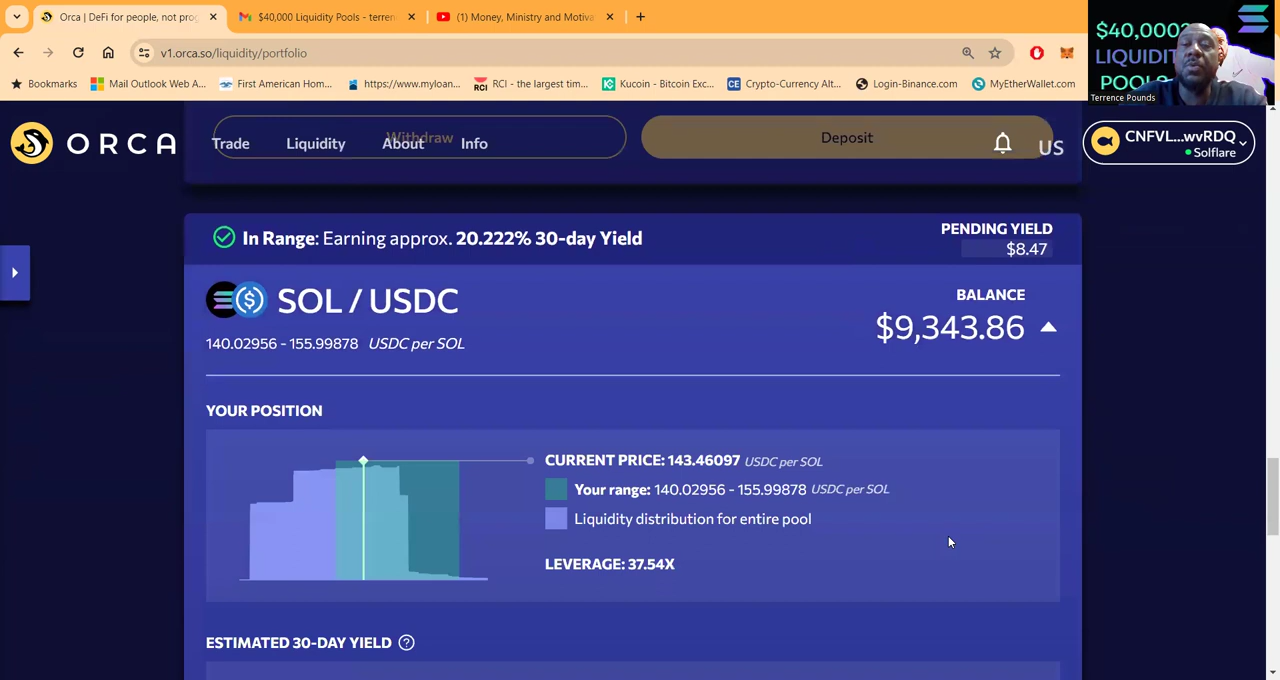 Orca | DeFi for people, not prog
$40,000 Liquidity Pools - terren
(1) Money, Ministry and Motiva
v1.orca.so/liquidity/portfolio
Bookmarks
Mail Outlook Web A...
First American Hom...
https://www.myloan...
RCI - the largest tim...
Kucoin - Bitcoin Exc...
Crypto-Currency Alt...
Login-Binance.com
MyEtherWallet.com
$40,000?
LIQUIDIT
POOLS
Terrence Pounds
ORCA
Trade
Liquidity
About
Info
Withdraw
Deposit
US
CNFVL...wvRDQ
Solflare
In Range: Earning approx. 20.222% 30-day Yield
PENDING YIELD
$8.47
SOL / USDC
BALANCE
$9,343.86
140.02956 - 155.99878 USDC per SOL
YOUR POSITION
CURRENT PRICE: 143.46097 USDC per SOL
Your range: 140.02956 - 155.99878 USDC per SOL
Liquidity distribution for entire pool
LEVERAGE: 37.54X
ESTIMATED 30-DAY YIELD ?